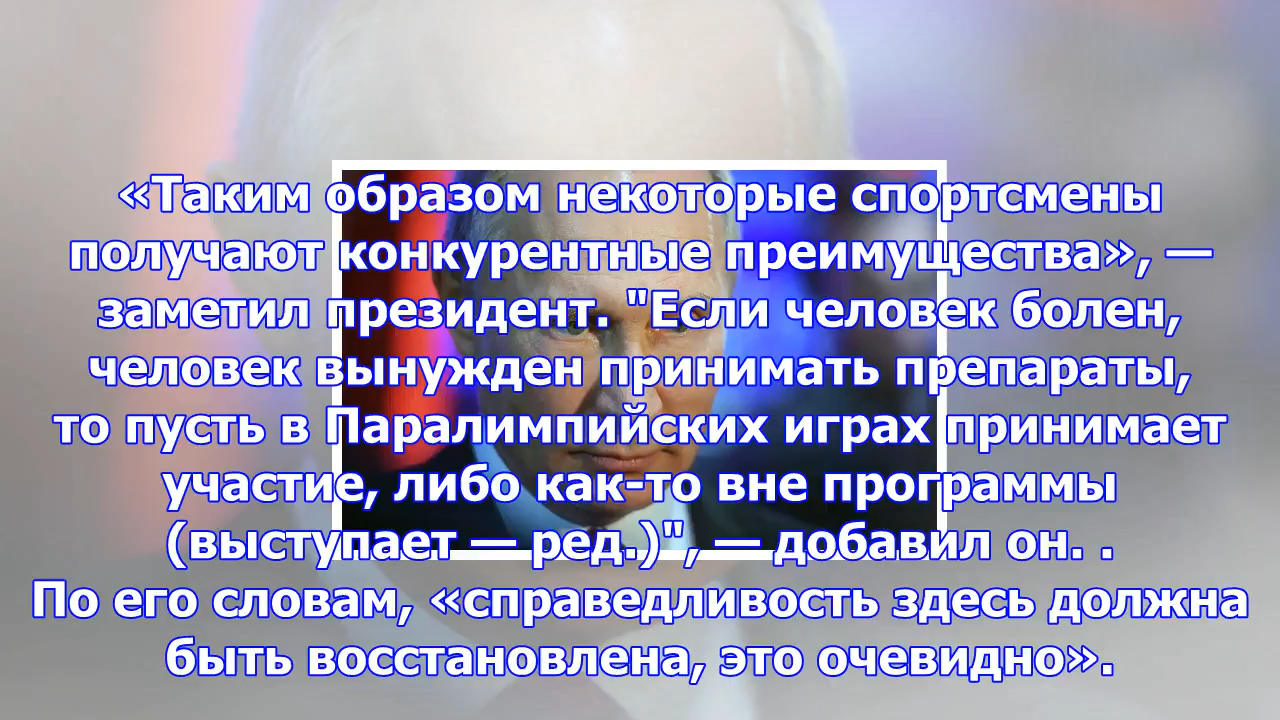 «Таким образом некоторые спортсмены
получают конкурентные преимущества», —
заметил президент. "Если человек болен,
человек вынужден принимать препараты,
то пусть в Паралимпийских играх принимает
участие, либо как-то вне программы
(выступает — ред.)", — добавил он. .
По его словам, «справедливость здесь должна
быть восстановлена, это очевидно».